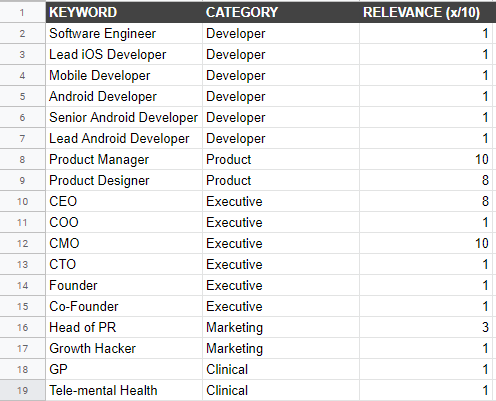 1 KEYWORD CATEGORY RELEVANCE (x/10)
2 Software Engineer Developer 1
3 Lead iOS Developer Developer 1
4 Mobile Developer Developer 1
5 Android Developer Developer 1
6 Senior Android Developer Developer 1
7 Lead Android Developer Developer 1
8 Product Manager Product 10
9 Product Designer Product 8
10 CEO Executive 8
11 COO Executive 1
12 CMO Executive 10
13 CTO Executive 1
14 Founder Executive 1
15 Co-Founder Executive 1
16 Head of PR Marketing 3
17 Growth Hacker Marketing 1
18 GP Clinical 1
19 Tele-mental Health Clinical 1